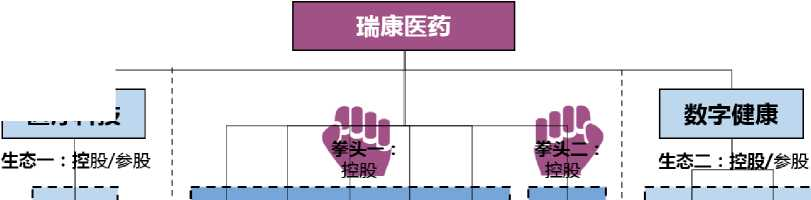 瑞康医药
数字健康
生态一：控股/参股
拳头一：
控股
拳头二：
控股
生态二：控股/参股